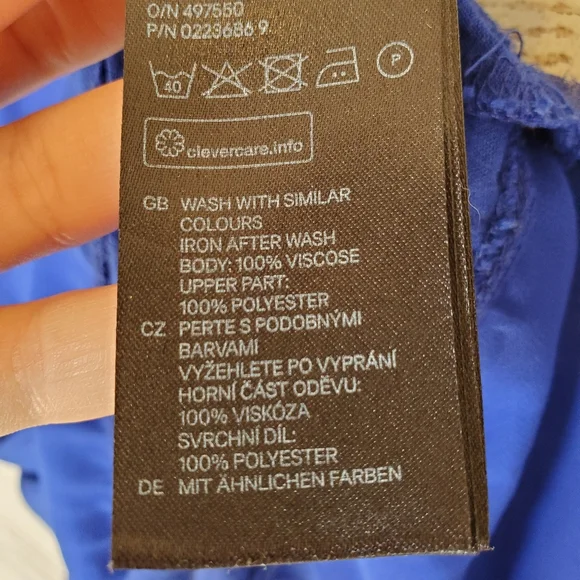 O/N 497550
P/N 0223686 9
40 P
clevercare.info
GB WASH WITH SIMILAR
COLOURS
IRON AFTER WASH
BODY: 100% VISCOSE
UPPER PART:
100% POLYESTER
CZ PERTE S PODOBNÝMI
BARVAMI
VYŽEHLETE PO VYPRÁNÍ
HORNÍ ČÁST ODĚVU:
100% VISKÓZA
SVRCHNÍ DÍL:
100% POLYESTER
DE MIT ÄHNLICHEN FARBEN